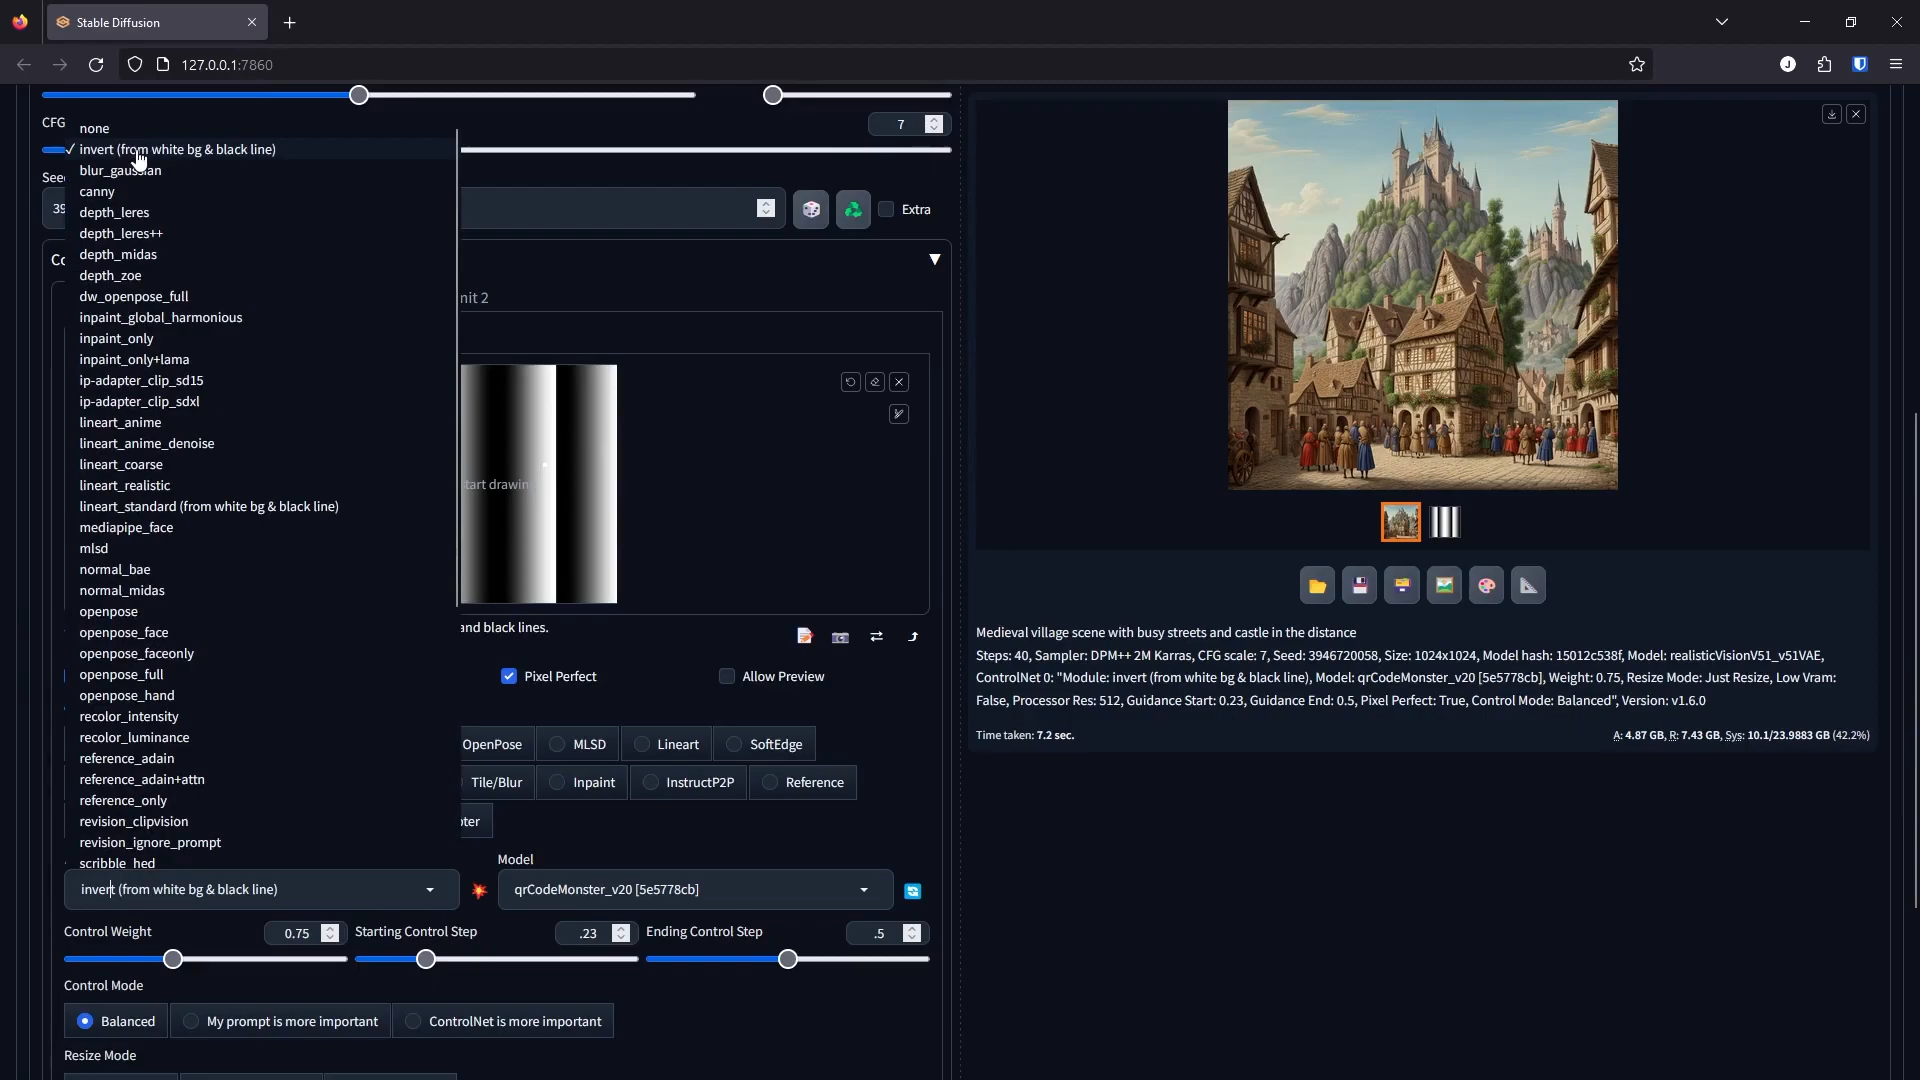 Stable Diffusion
127.0.0.1:7860
CFG
7
none
✓ invert (from white bg & black line)
blur_gaussian
canny
depth_leres
depth_leres++
depth_midas
depth_zoe
dw_openpose_full
inpaint_global_harmonious
inpaint_only
inpaint_only+lama
ip-adapter_clip_sd15
ip-adapter_clip_sdxl
lineart_anime
lineart_anime_denoise
lineart_coarse
lineart_realistic
lineart_standard (from white bg & black line)
mediapipe_face
mlsd
normal_bae
normal_midas
openpose
openpose_face
openpose_faceonly
openpose_full
openpose_hand
recolor_intensity
recolor_luminance
reference_adain
reference_adain+attn
reference_only
revision_clipvision
revision_ignore_prompt
scribble_hed
See
39
Extra
Co
nit 2
tart drawin
and black lines.
Pixel Perfect
Allow Preview
OpenPose
MLSD
Lineart
SoftEdge
Tile/Blur
Inpaint
InstructP2P
Reference
pter
Model
invert (from white bg & black line)
qrCodeMonster_v20 [5e5778cb]
Control Weight
0.75
Starting Control Step
.23
Ending Control Step
.5
Control Mode
Balanced
My prompt is more important
ControlNet is more important
Resize Mode
J
Medieval village scene with busy streets and castle in the distance
Steps: 40, Sampler: DPM++ 2M Karras, CFG scale: 7, Seed: 3946720058, Size: 1024x1024, Model hash: 15012c538f, Model: realisticVisionV51_v51VAE,
ControlNet 0: "Module: invert (from white bg & black line), Model: qrCodeMonster_v20 [5e5778cb], Weight: 0.75, Resize Mode: Just Resize, Low Vram:
False, Processor Res: 512, Guidance Start: 0.23, Guidance End: 0.5, Pixel Perfect: True, Control Mode: Balanced", Version: v1.6.0
Time taken: 7.2 sec.
A: 4.87 GB, R: 7.43 GB, Sys: 10.1/23.9883 GB (42.2%)